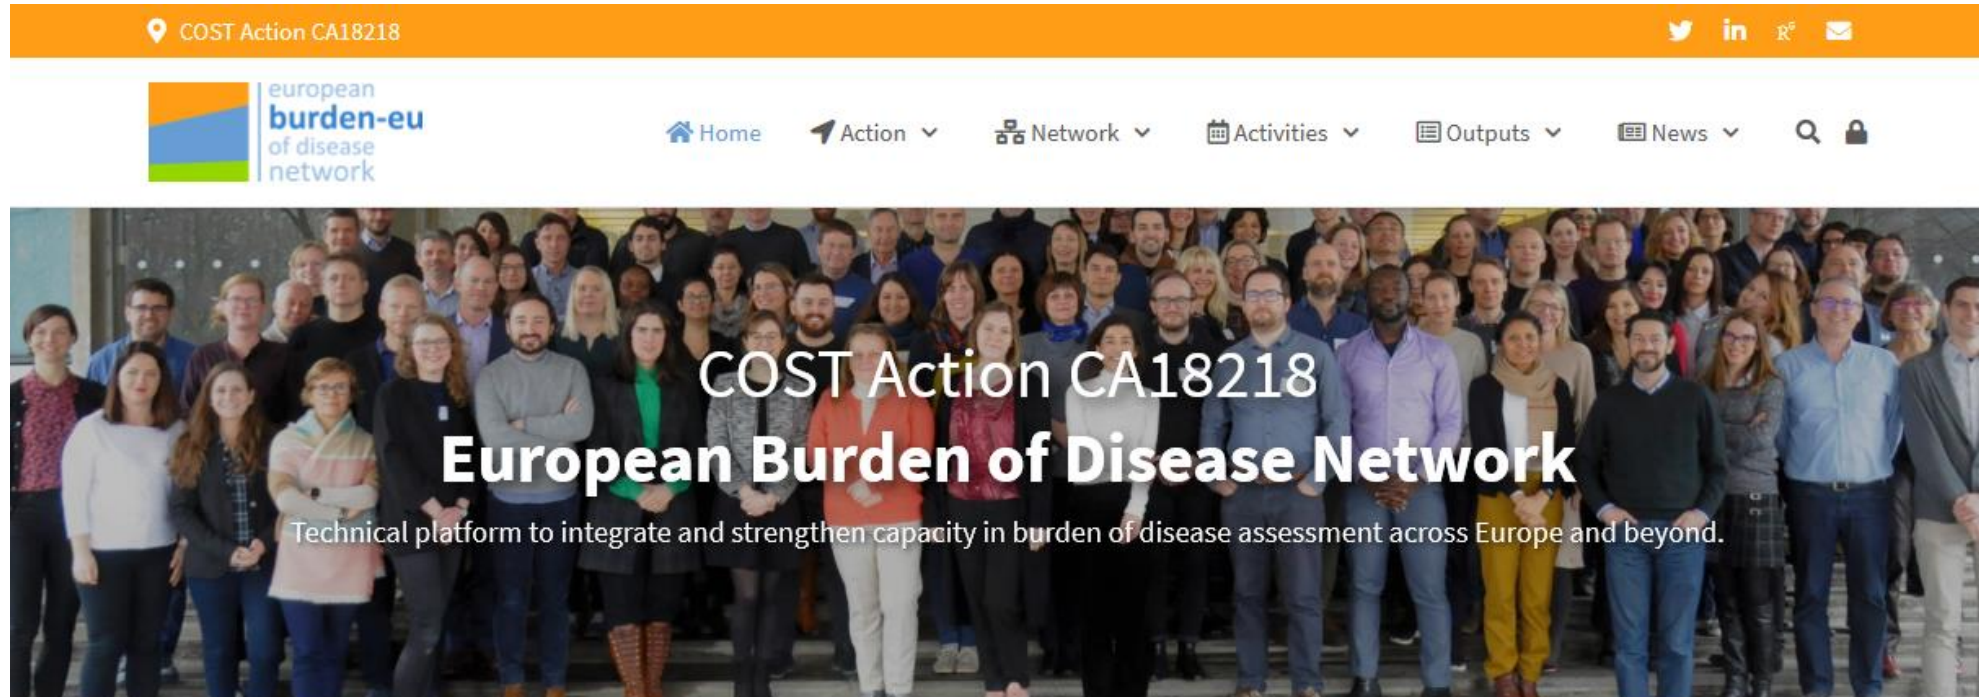 COST Action CA18218
in
european
burden-eu
of disease
network
Home
Action
Network
Activities
Outputs
News
COST Action CA18218
European Burden of Disease Network
Technical platform to integrate and strengthen capacity in burden of disease assessment across Europe and beyond.